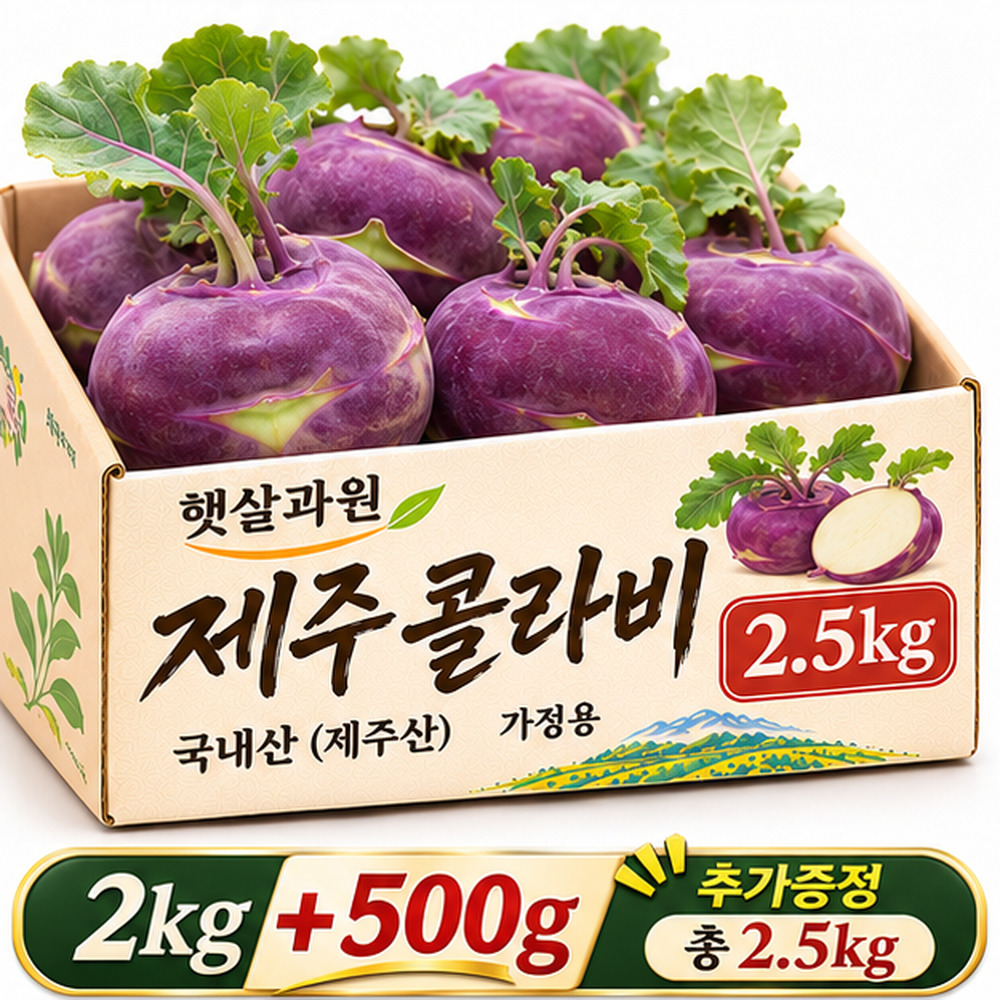 햇살과원
제주 콜라비
2.5kg
국내산 (제주산) 가정용
2kg +500g
추가증정
총 2.5kg